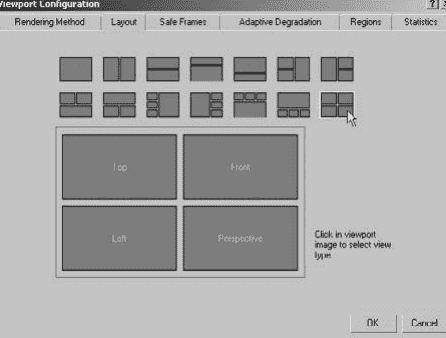 Viewport Configuration
Rendering Method Layout Safe Frames Adaptive Degradation Regions Statistics
Top Front
Left Perspective
Click in viewport
image to select view
type.
OK Cancel